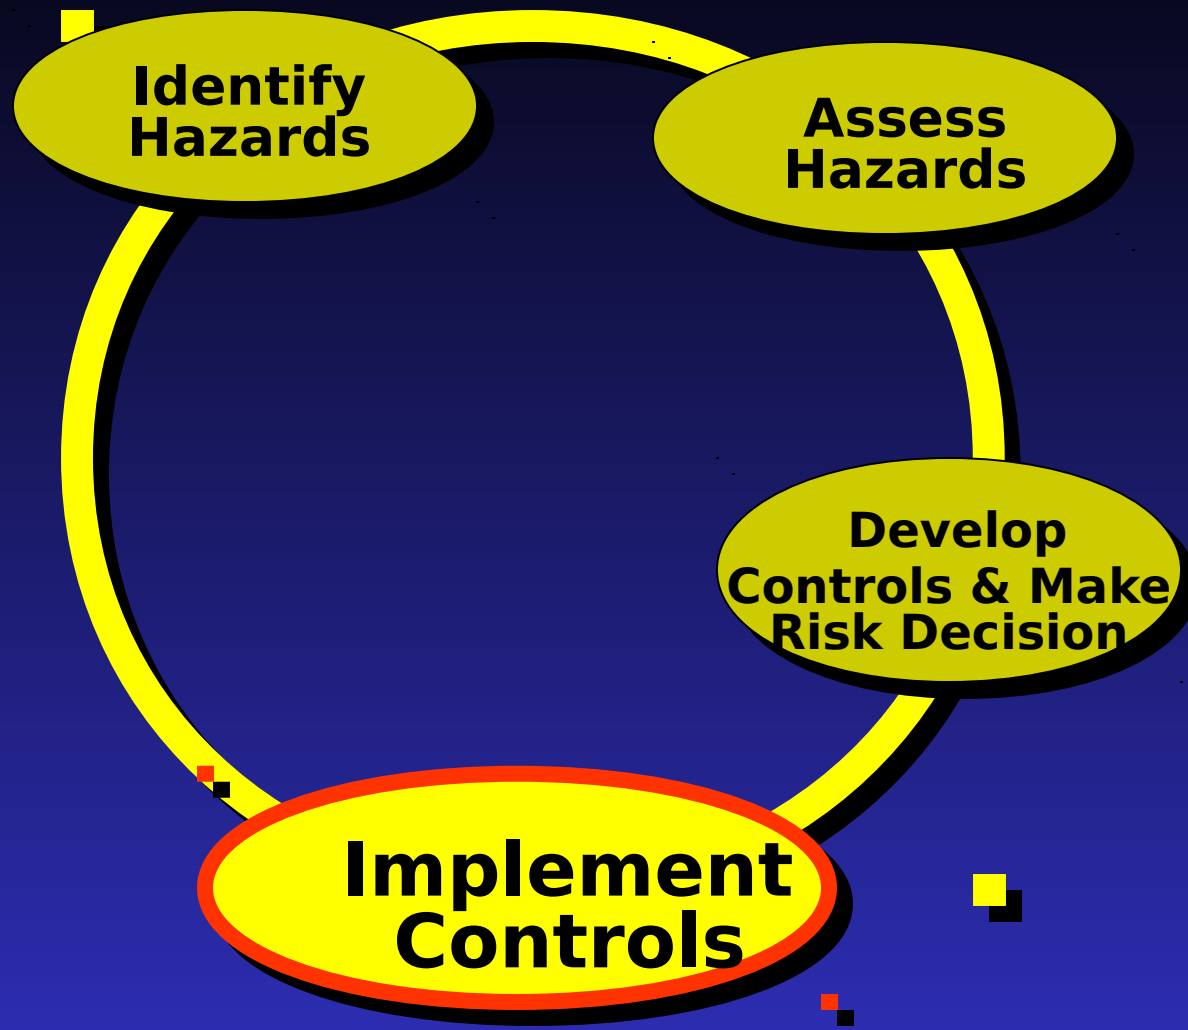 Identify
Hazards
Assess
Hazards
Develop
Controls & Make
Risk Decision
Implement
Controls